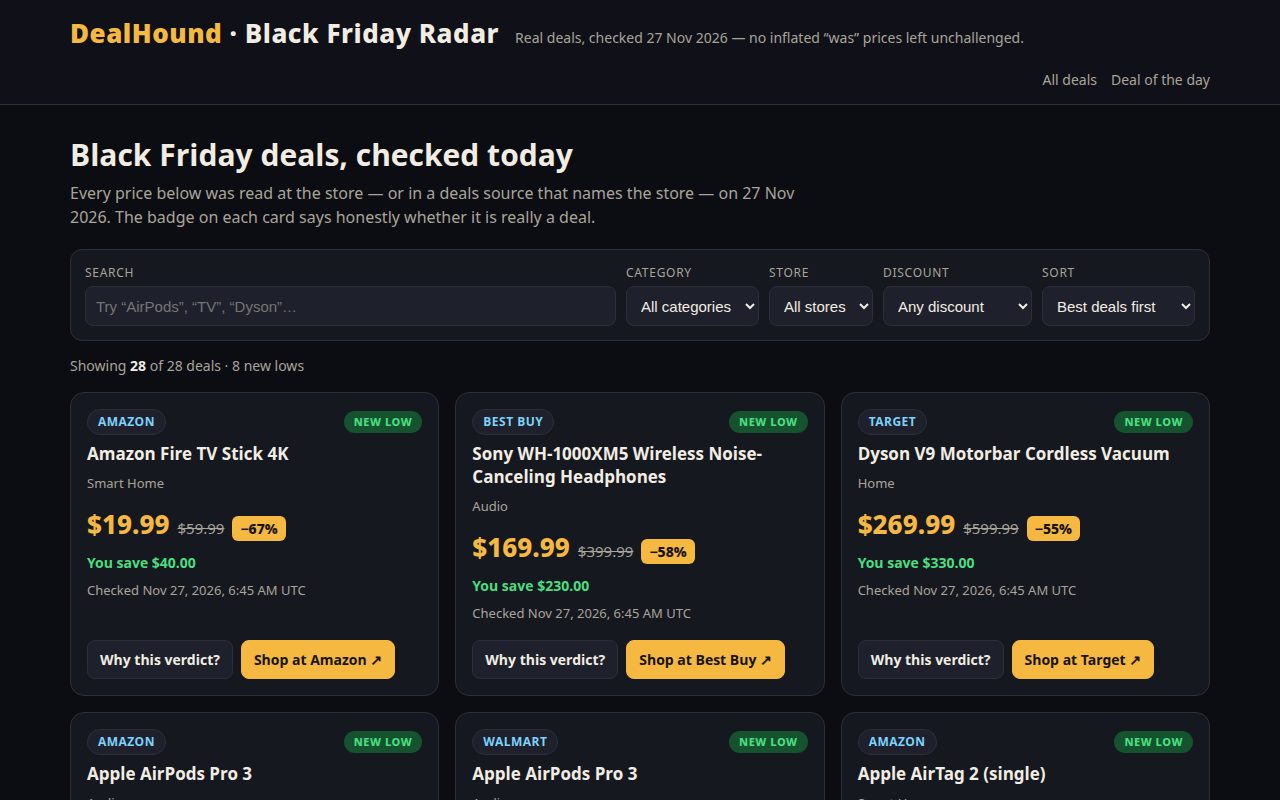 DealHound · Black Friday Radar
Real deals, checked 27 Nov 2026 — no inflated “was” prices left unchallenged.
All deals
Deal of the day
Black Friday deals, checked today
Every price below was read at the store — or in a deals source that names the store — on 27 Nov
2026. The badge on each card says honestly whether it is really a deal.
SEARCH
Try “AirPods”, “TV”, “Dyson”…
CATEGORY
All categories
STORE
All stores
DISCOUNT
Any discount
SORT
Best deals first
Showing 28 of 28 deals · 8 new lows
AMAZON
NEW LOW
Amazon Fire TV Stick 4K
Smart Home
$19.99 $59.99 −67%
You save $40.00
Checked Nov 27, 2026, 6:45 AM UTC
Why this verdict?
Shop at Amazon ↗
BEST BUY
NEW LOW
Sony WH-1000XM5 Wireless Noise-
Canceling Headphones
Audio
$169.99 $399.99 −58%
You save $230.00
Checked Nov 27, 2026, 6:45 AM UTC
Why this verdict?
Shop at Best Buy ↗
TARGET
NEW LOW
Dyson V9 Motorbar Cordless Vacuum
Home
$269.99 $599.99 −55%
You save $330.00
Checked Nov 27, 2026, 6:45 AM UTC
Why this verdict?
Shop at Target ↗
AMAZON
NEW LOW
Apple AirPods Pro 3
WALMART
NEW LOW
Apple AirPods Pro 3
AMAZON
NEW LOW
Apple AirTag 2 (single)